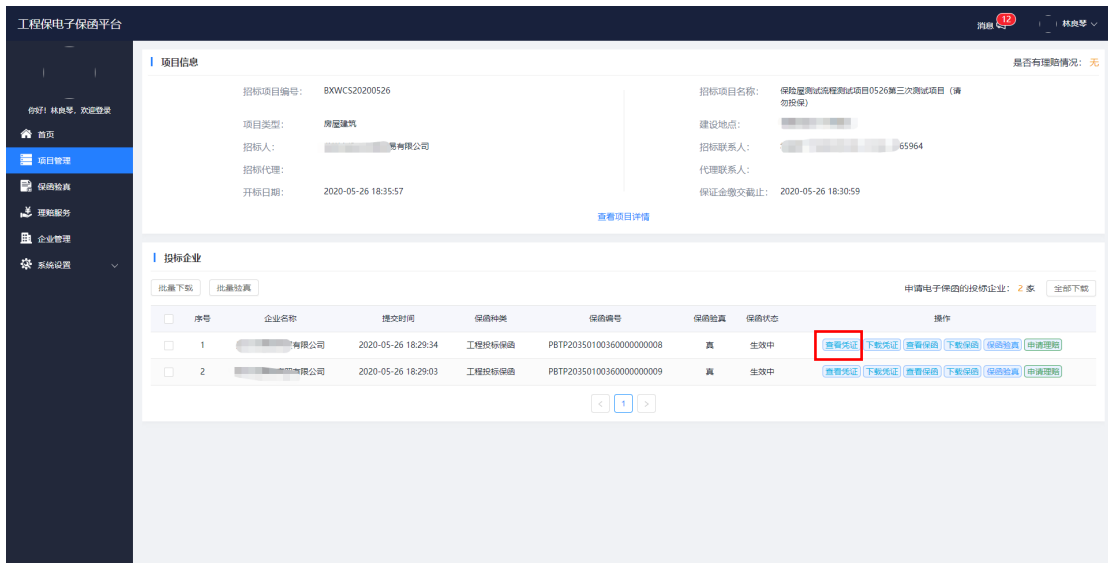 工程保电子保函平台
消息 12
林良琴
你好！林良琴，欢迎登录
首页
项目管理
保函验真
理赔服务
企业管理
系统设置
项目信息
是否有理赔情况：无
招标项目编号： BXWCS20200526
招标项目名称： 保险屋测试流程测试项目0526第三次测试项目（请
勿投保）
项目类型： 房屋建筑
建设地点：
招标人： 易有限公司
招标联系人： 65964
招标代理：
代理联系人：
开标日期： 2020-05-26 18:35:57
保证金缴交截止： 2020-05-26 18:30:59
查看项目详情
投标企业
批量下载 批量验真
申请电子保函的投标企业： 2 家 全部下载
序号 企业名称 提交时间 保函种类 保函编号 保函验真 保函状态 操作
1 有限公司 2020-05-26 18:29:34 工程投标保函 PBTP20350100360000000008 真 生效中 查看凭证 下载凭证 查看保函 下载保函 保函验真 申请理赔
2 有限公司 2020-05-26 18:29:03 工程投标保函 PBTP20350100360000000009 真 生效中 查看凭证 下载凭证 查看保函 下载保函 保函验真 申请理赔
< 1 >